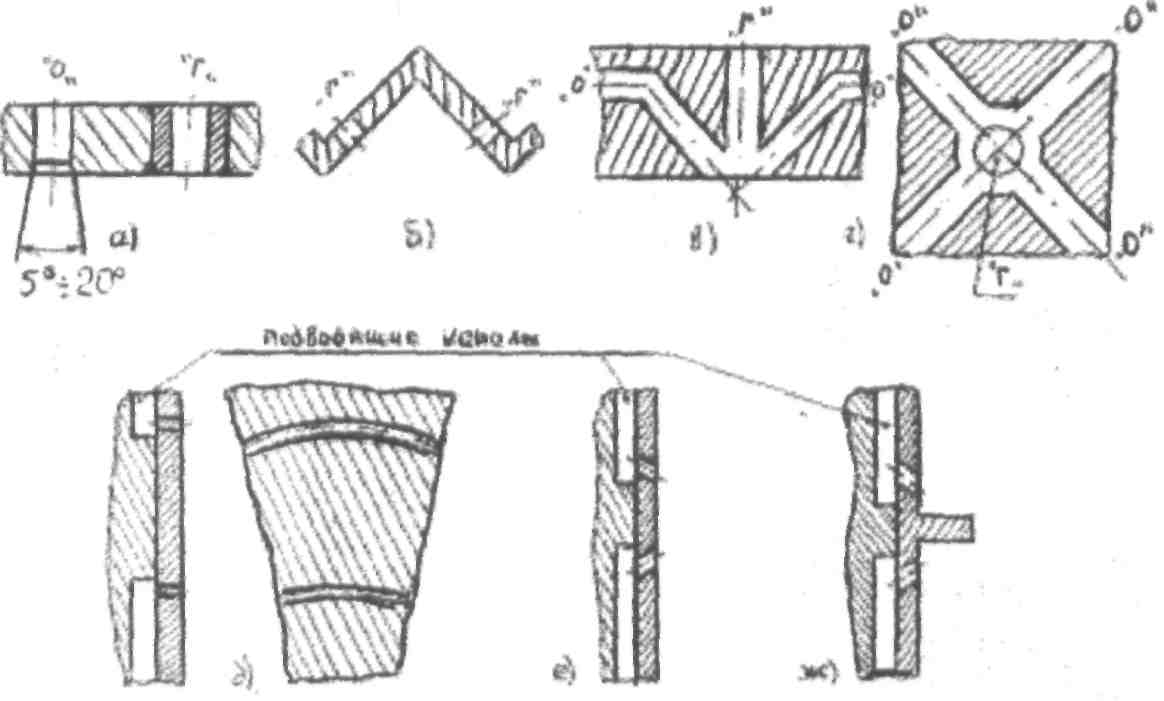 "О" "Г"
5°÷20°
а)
"Г" "Г"
б)
"Г"
"О" "О"
в)
"О" "О"
"О" "О"
"Г"
г)
подводящие каналы
д)
е)
ж)